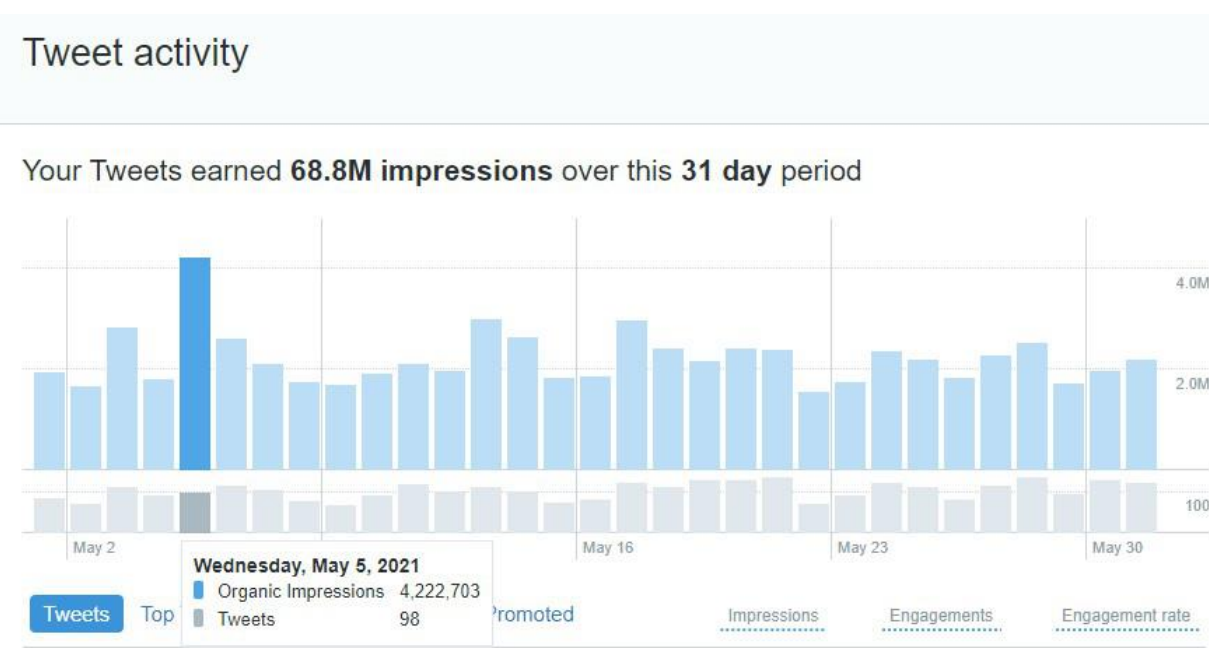 Tweet activity
Your Tweets earned 68.8M impressions over this 31 day period
4.0M
2.0M
100
May 2
May 16
May 23
May 30
Wednesday, May 5, 2021
Organic Impressions 4,222,703
Tweets 98
Tweets
Top
Promoted
Impressions
Engagements
Engagement rate